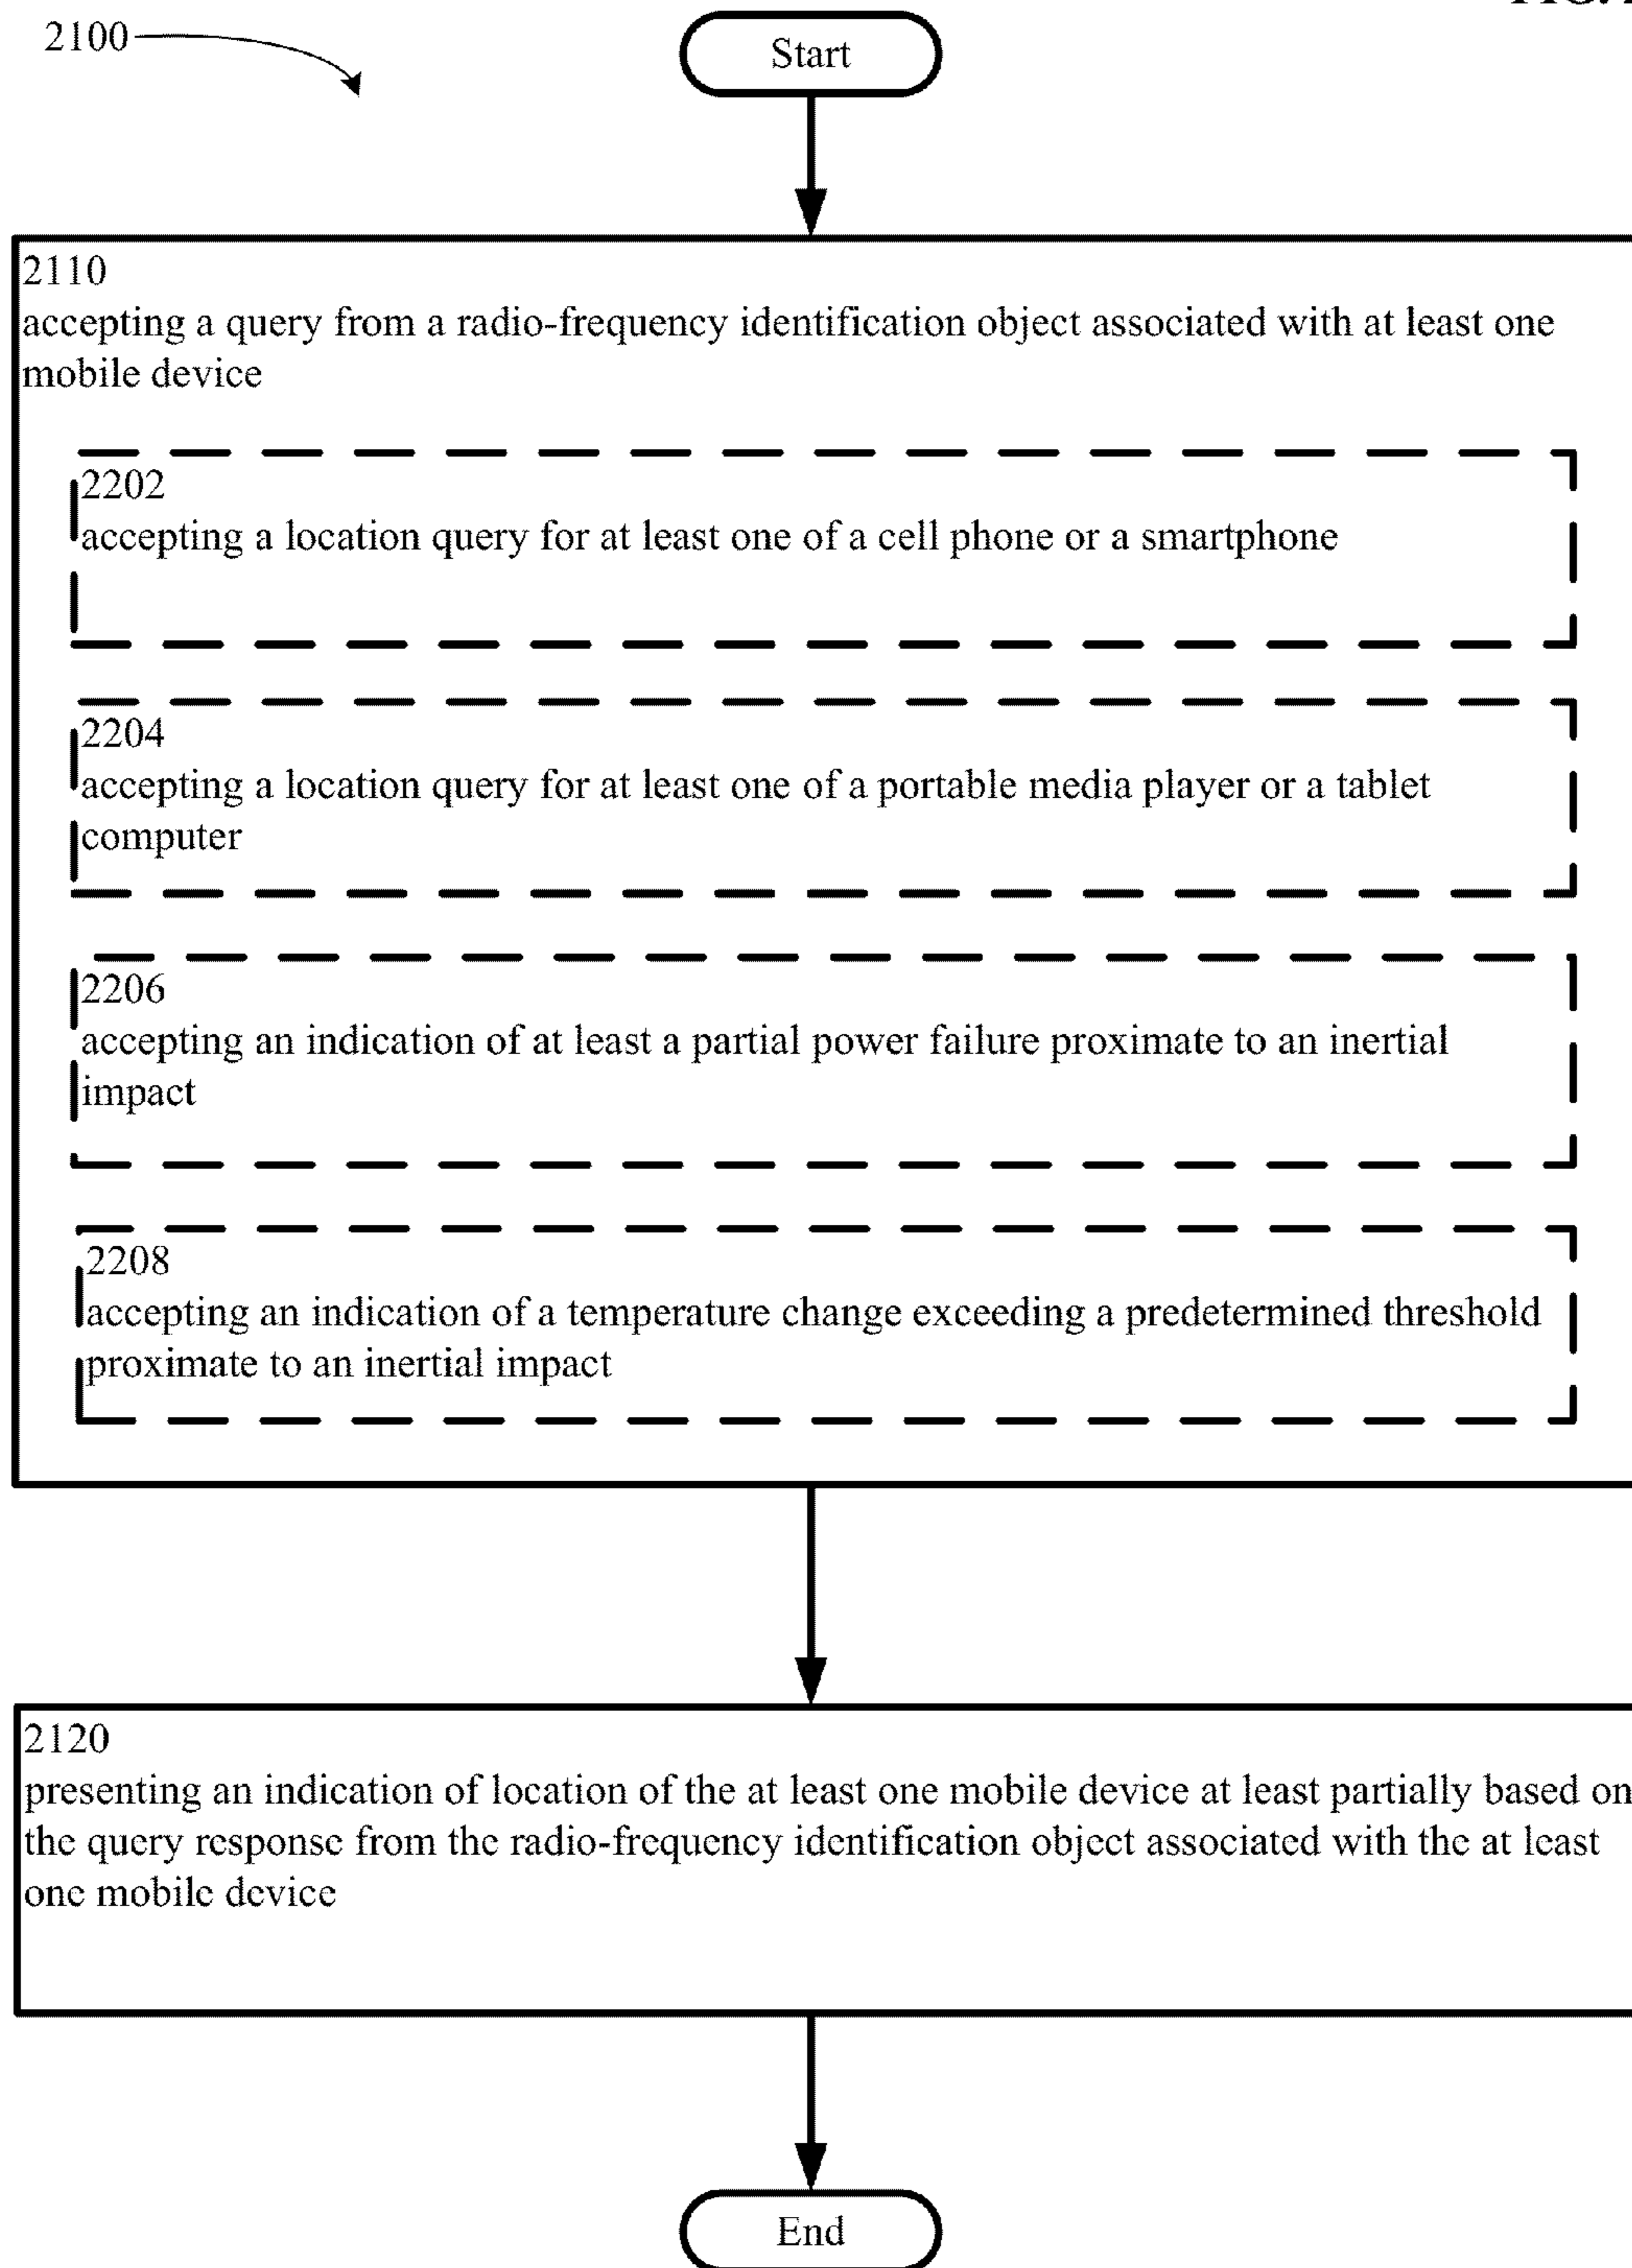 2100
Start
2110
accepting a query from a radio-frequency identification object associated with at least one
mobile device
2202
accepting a location query for at least one of a cell phone or a smartphone
2204
accepting a location query for at least one of a portable media player or a tablet
computer
2206
accepting an indication of at least a partial power failure proximate to an inertial
impact
2208
accepting an indication of a temperature change exceeding a predetermined threshold
proximate to an inertial impact
2120
presenting an indication of location of the at least one mobile device at least partially based on
the query response from the radio-frequency identification object associated with the at least
one mobile device
End